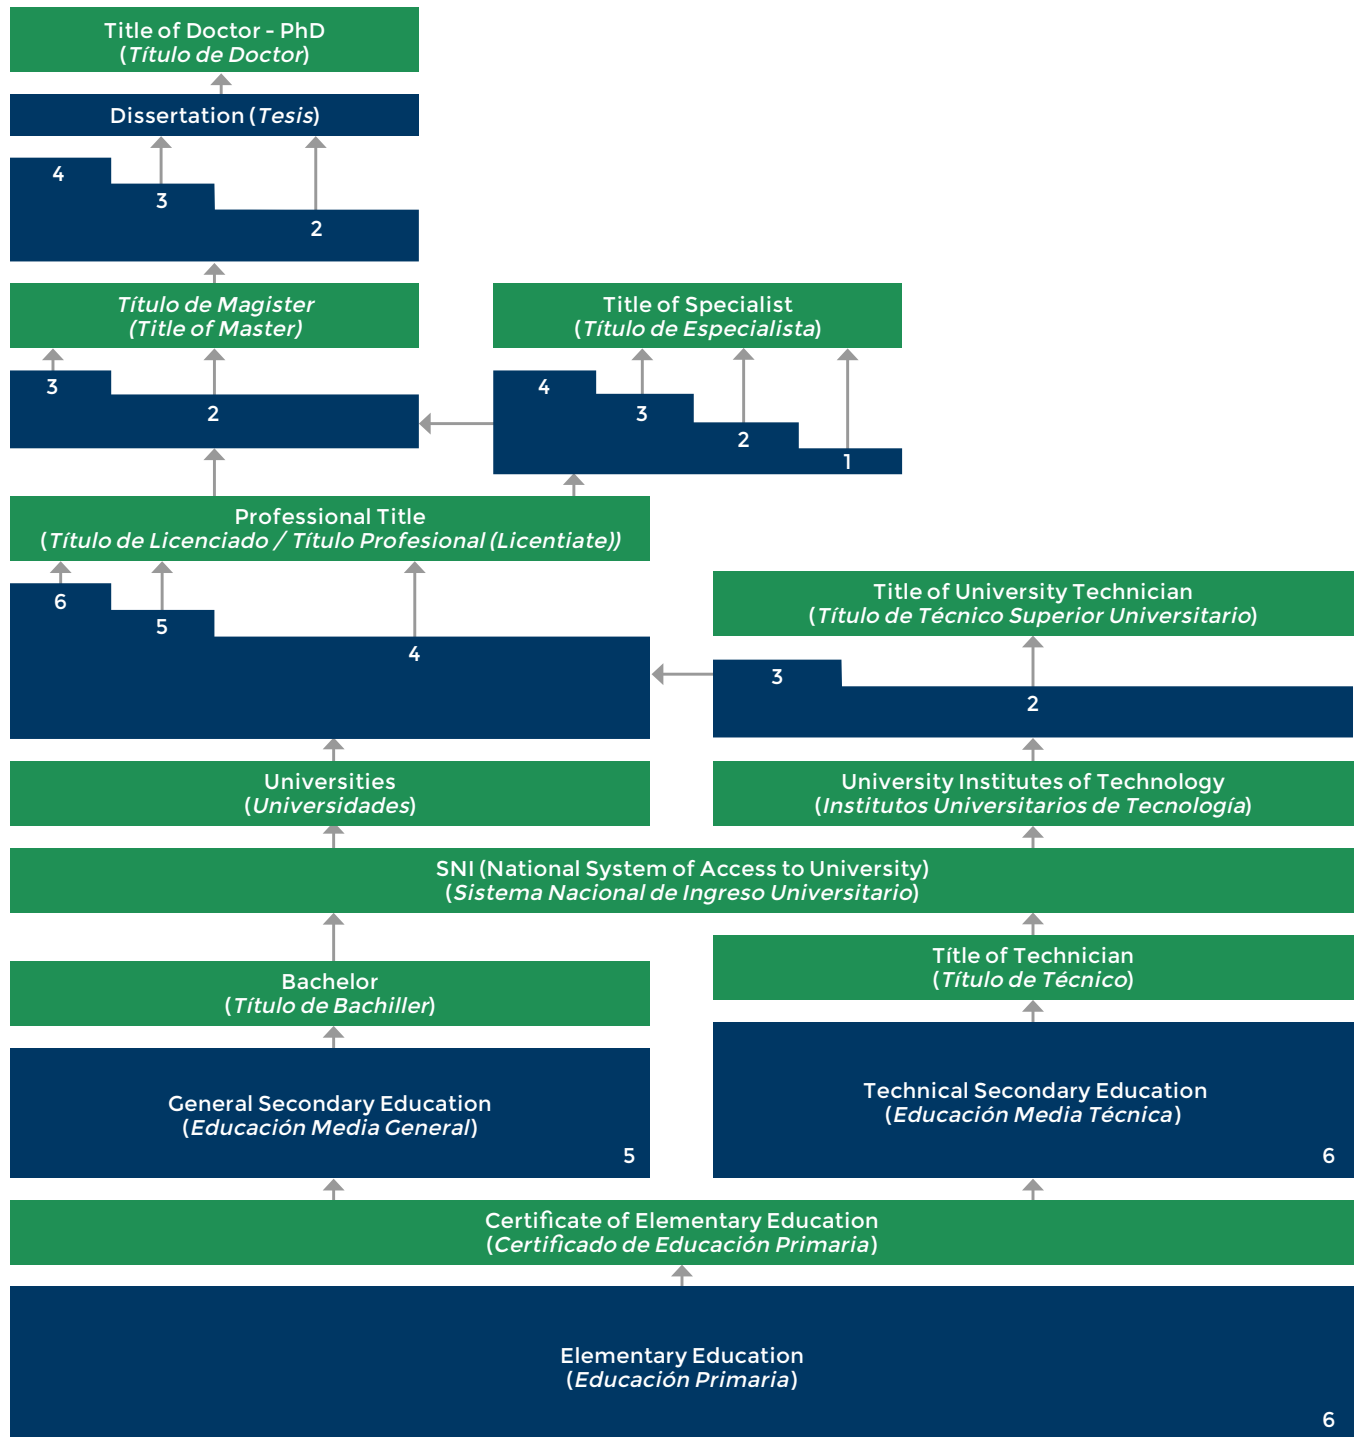 Title of Doctor - PhD
(Título de Doctor)
Dissertation (Tesis)
4
3
2
Título de Magister
(Title of Master)
Title of Specialist
(Título de Especialista)
3
2
4
3
2
1
Professional Title
(Título de Licenciado / Título Profesional (Licentiate))
6
5
4
Title of University Technician
(Título de Técnico Superior Universitario)
3
2
Universities
(Universidades)
University Institutes of Technology
(Institutos Universitarios de Tecnología)
SNI (National System of Access to University)
(Sistema Nacional de Ingreso Universitario)
Bachelor
(Título de Bachiller)
Títle of Technician
(Título de Técnico)
General Secondary Education
(Educación Media General)
5
Technical Secondary Education
(Educación Media Técnica)
6
Certificate of Elementary Education
(Certificado de Educación Primaria)
Elementary Education
(Educación Primaria)
6